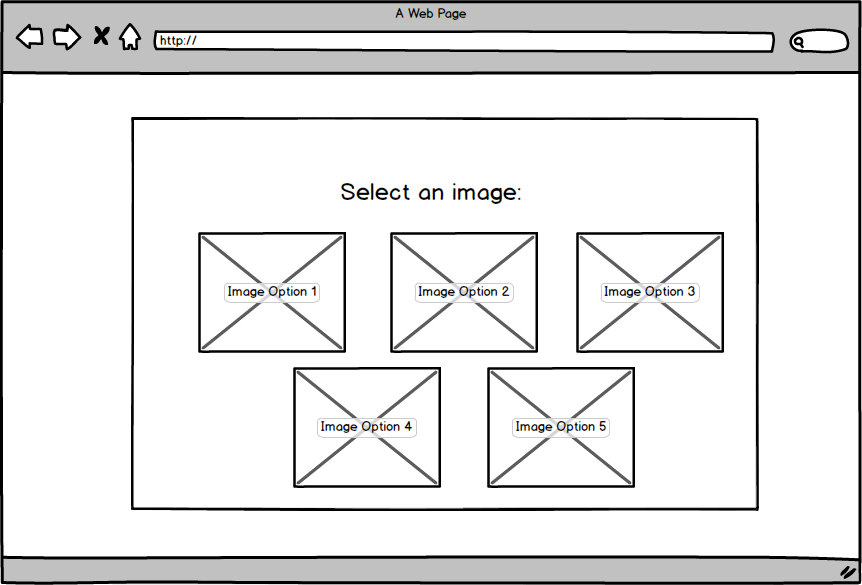 A Web Page
http://
Select an image:
Image Option 1
Image Option 2
Image Option 3
Image Option 4
Image Option 5